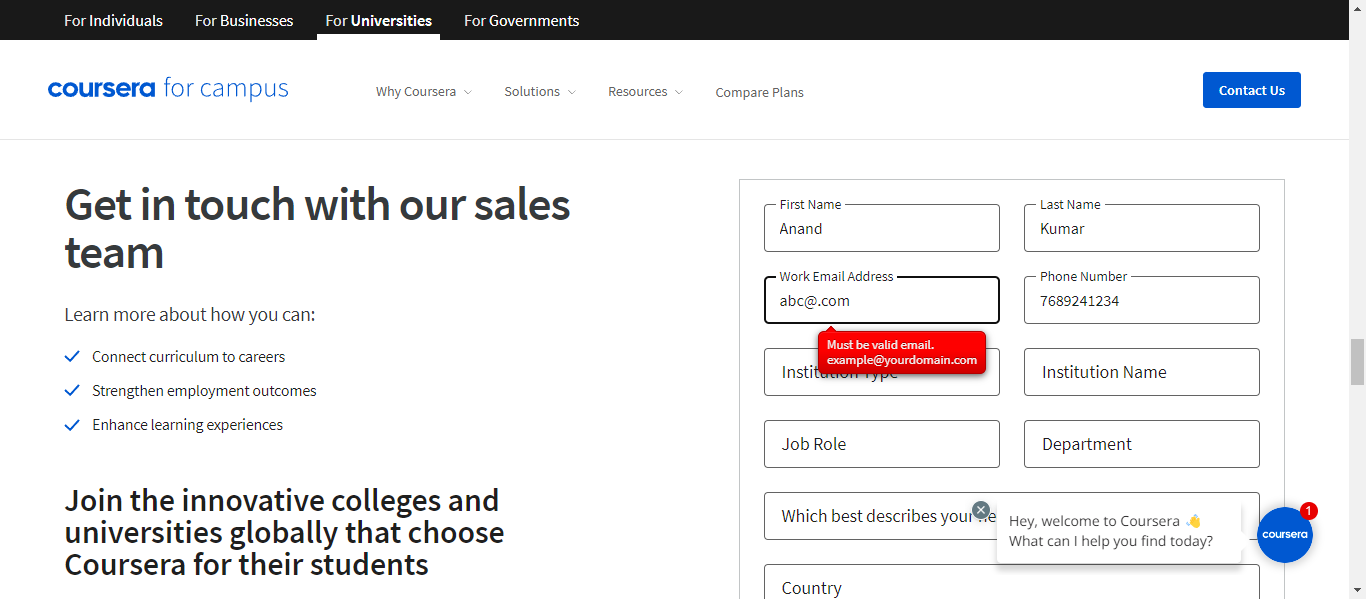 For Individuals
For Businesses
For Universities
For Governments
coursera for campus
Why Coursera
Solutions
Resources
Compare Plans
Contact Us
Get in touch with our sales
team
Learn more about how you can:
Connect curriculum to careers
Strengthen employment outcomes
Enhance learning experiences
Join the innovative colleges and
universities globally that choose
Coursera for their students
First Name
Anand
Last Name
Kumar
Work Email Address
abc@.com
Phone Number
7689241234
Must be valid email.
example@yourdomain.com
Institution Type
Institution Name
Job Role
Department
Which best describes your ne
Country
Hey, welcome to Coursera 👋
What can I help you find today?
coursera
1